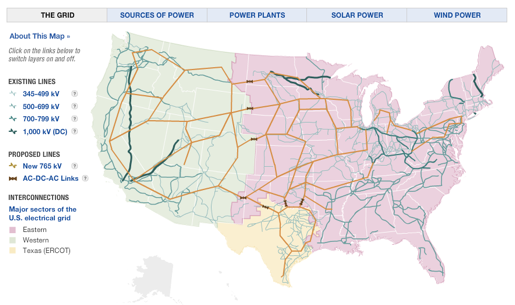 THE GRID
SOURCES OF POWER
POWER PLANTS
SOLAR POWER
WIND POWER
About This Map »
Click on the links below to
switch layers on and off.
EXISTING LINES
345-499 kV ?
500-699 kV ?
700-799 kV ?
1,000 kV (DC) ?
PROPOSED LINES
New 765 kV ?
AC-DC-AC Links ?
INTERCONNECTIONS
Major sectors of the
U.S. electrical grid
Eastern
Western
Texas (ERCOT)